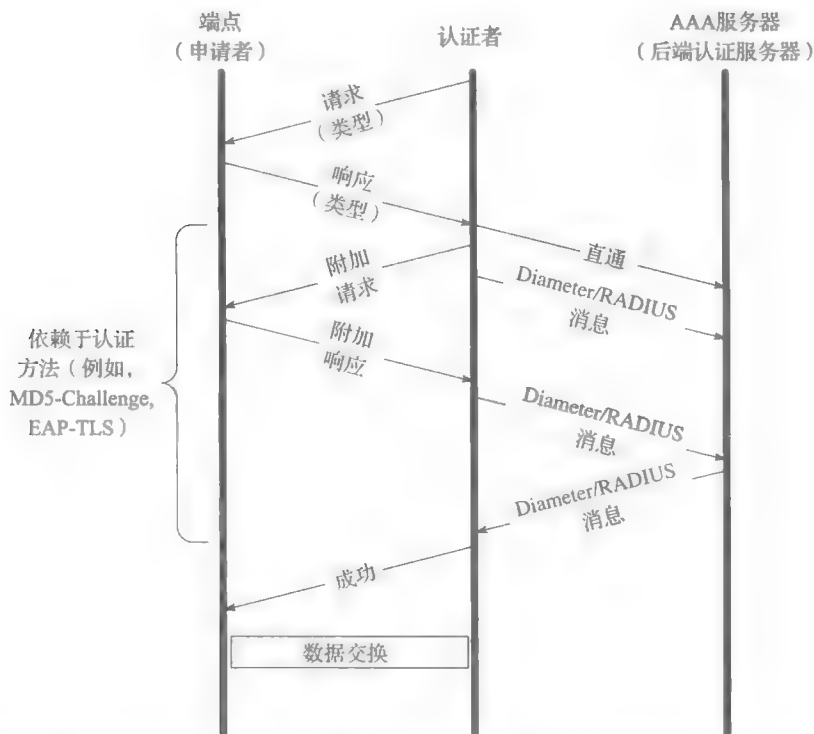 端点
（申请者）
认证者
AAA服务器
（后端认证服务器）
请求
（类型）
响应
（类型）
直通
附加
请求
Diameter/RADIUS
消息
附加
响应
依赖于认证
方法（例如，
MD5-Challenge,
EAP-TLS）
Diameter/RADIUS
消息
Diameter/RADIUS
消息
成功
数据交换